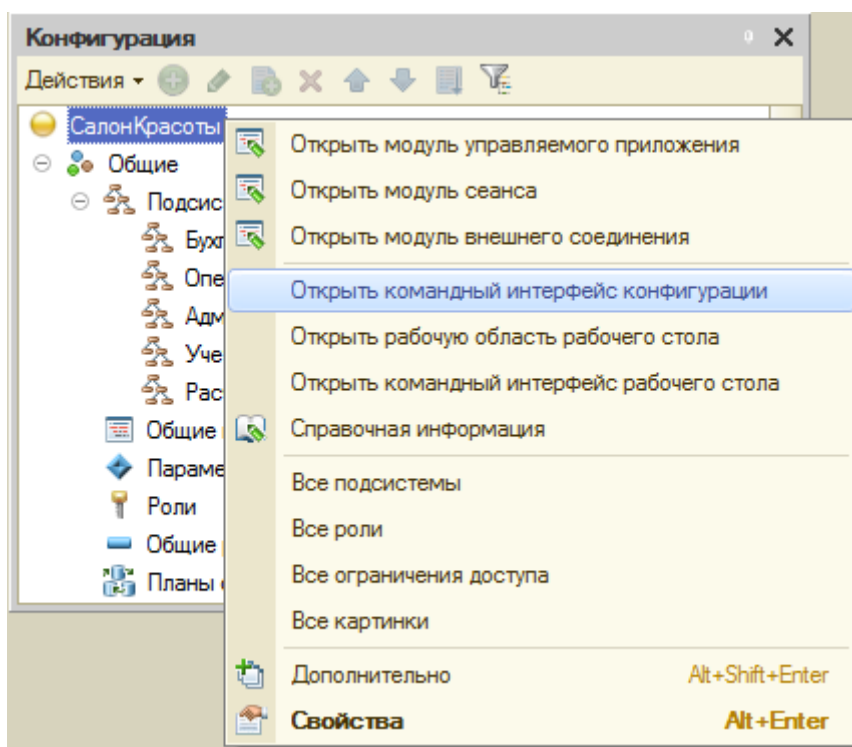 Конфигурация
Действия
СалонКрасоты
Общие
Подсис
Бухг
Опе
Адм
Уче
Рас
Общие
Параме
Роли
Общие
Планы
Открыть модуль управляемого приложения
Открыть модуль сеанса
Открыть модуль внешнего соединения
Открыть командный интерфейс конфигурации
Открыть рабочую область рабочего стола
Открыть командный интерфейс рабочего стола
Справочная информация
Все подсистемы
Все роли
Все ограничения доступа
Все картинки
Дополнительно Alt+Shift+Enter
Свойства Alt+Enter